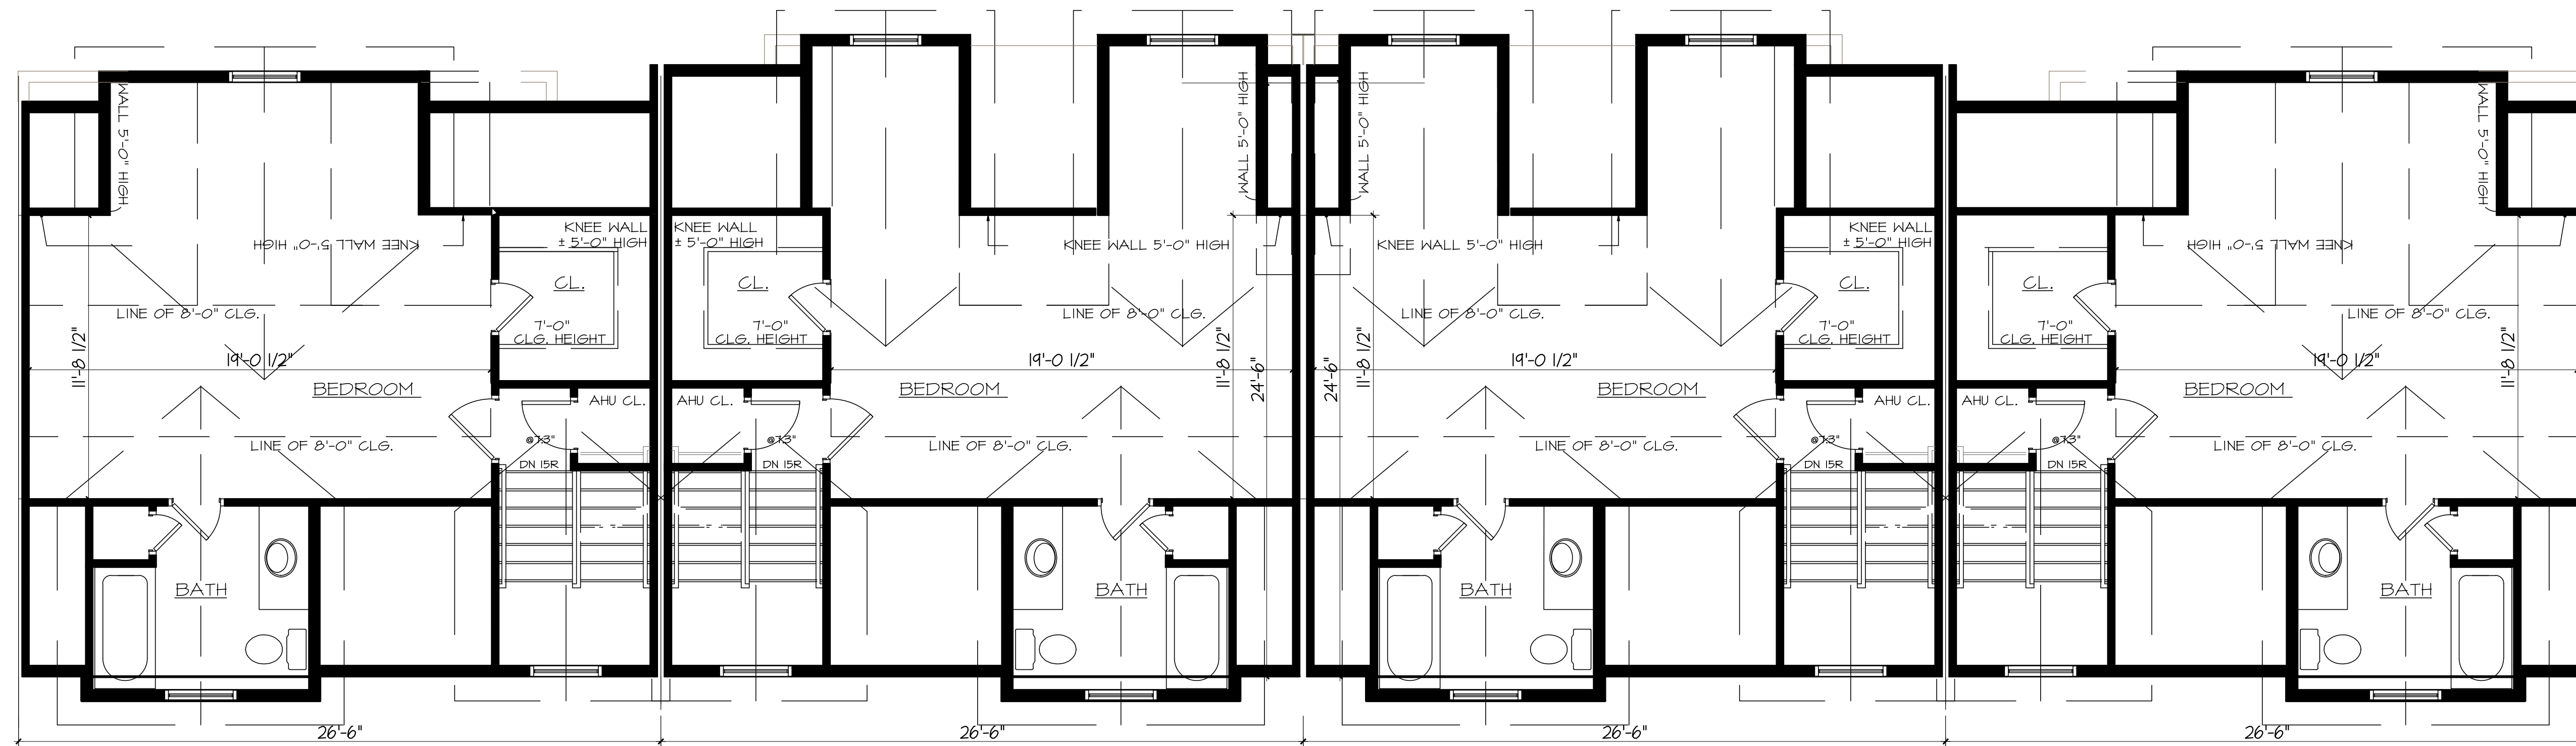 WALL 5'-0" HIGH
KNEE WALL 5'-0" HIGH
KNEE WALL
± 5'-0" HIGH
CL.
7'-0"
CLG. HEIGHT
LINE OF 8'-0" CLG.
11'-8 1/2"
19'-0 1/2"
BEDROOM
AHU CL.
@7.3"
LINE OF 8'-0" CLG.
DN 15R
BATH
26'-6"
KNEE WALL
± 5'-0" HIGH
CL.
7'-0"
CLG. HEIGHT
WALL 5'-0" HIGH
KNEE WALL 5'-0" HIGH
LINE OF 8'-0" CLG.
19'-0 1/2"
11'-8 1/2"
24'-6"
AHU CL.
BEDROOM
@7.3"
LINE OF 8'-0" CLG.
DN 15R
BATH
26'-6"
WALL 5'-0" HIGH
KNEE WALL 5'-0" HIGH
KNEE WALL
± 5'-0" HIGH
CL.
7'-0"
CLG. HEIGHT
LINE OF 8'-0" CLG.
24'-6"
11'-8 1/2"
19'-0 1/2"
BEDROOM
AHU CL.
@7.3"
LINE OF 8'-0" CLG.
DN 15R
BATH
26'-6"
WALL 5'-0" HIGH
KNEE WALL 5'-0" HIGH
CL.
7'-0"
CLG. HEIGHT
LINE OF 8'-0" CLG.
19'-0 1/2"
11'-8 1/2"
AHU CL.
BEDROOM
@7.3"
LINE OF 8'-0" CLG.
DN 15R
BATH
26'-6"